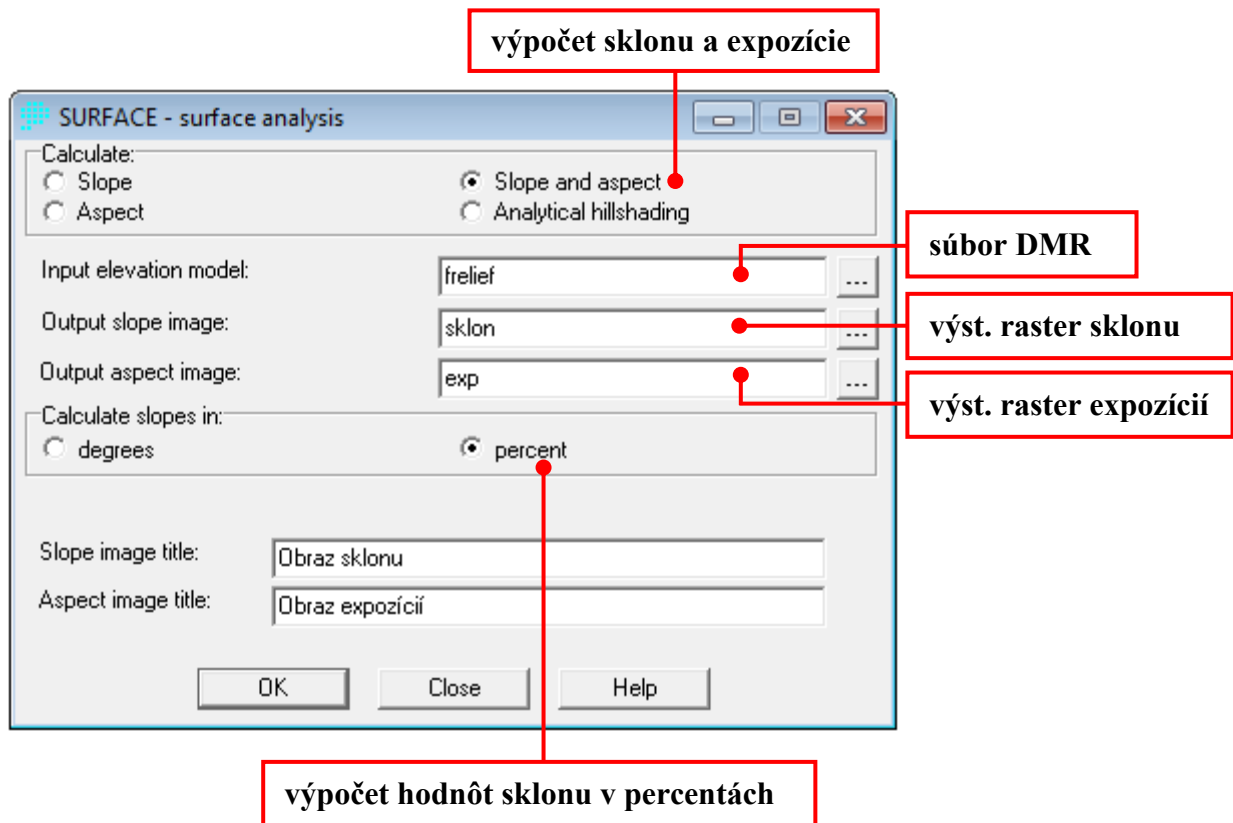 výpočet sklonu a expozície
SURFACE - surface analysis
Calculate:
Slope
Slope and aspect
Aspect
Analytical hillshading
súbor DMR
Input elevation model:
frelief
...
výst. raster sklonu
Output slope image:
sklon
...
Output aspect image:
exp
...
výst. raster expozícií
Calculate slopes in:
degrees
percent
Slope image title:
Obraz sklonu
Aspect image title:
Obraz expozícií
OK
Close
Help
výpočet hodnôt sklonu v percentách